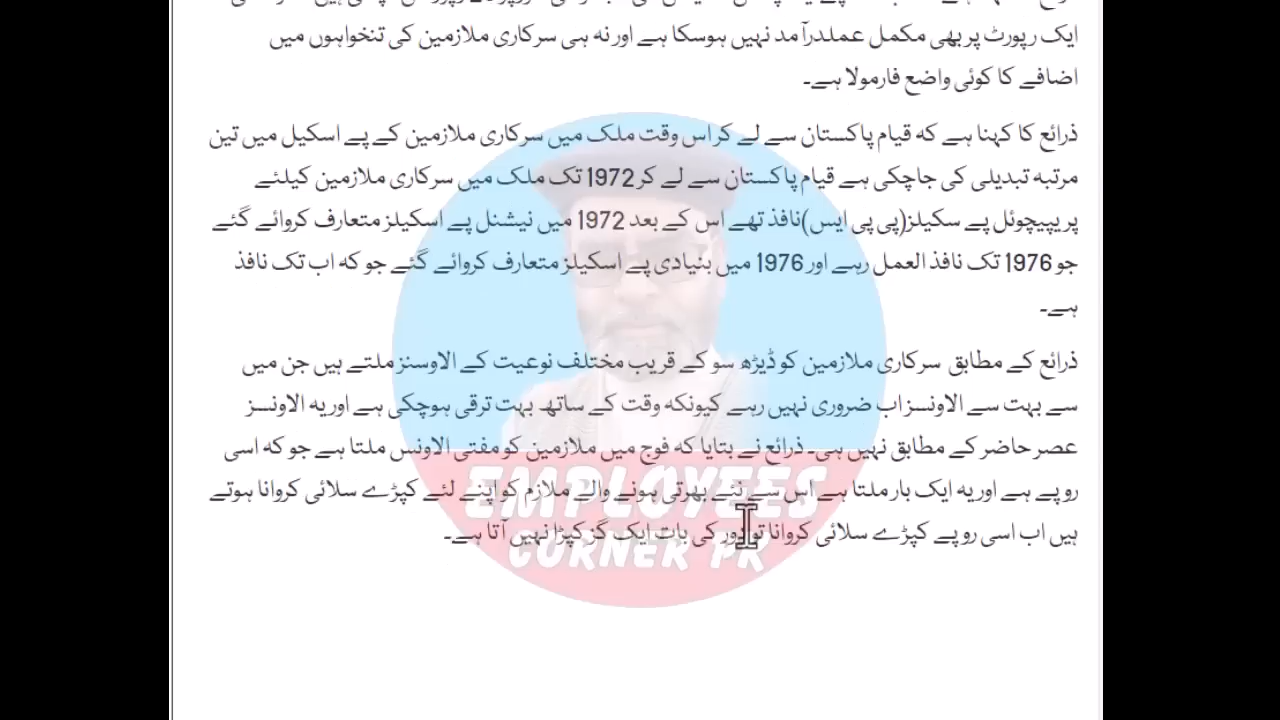 ایک رپورٹ پر بھی مکمل عملدرآمد نہیں ہوسکا ہے اور نہ ہی سرکاری ملازمین کی تنخواہوں میں
اضافے کا کوئی واضع فارمولا ہے۔
ذرائع کا کہنا ہے کہ قیام پاکستان سے لے کر اس وقت ملک میں سرکاری ملازمین کے پے اسکیل میں تین
مرتبہ تبدیلی کی جاچکی ہے قیام پاکستان سے لے کر 1972 تک ملک میں سرکاری ملازمین کیلئے
پریپیچوئل پے سکیلز(پی پی ایس)نافذ تھے اس کے بعد 1972 میں نیشنل پے اسکیلز متعارف کروائے گئے
جو 1976 تک نافذ العمل رہے اور 1976 میں بنیادی پے اسکیلز متعارف کروائے گئے جو کہ اب تک نافذ
ہے۔
ذرائع کے مطابق سرکاری ملازمین کو ڈیڑھ سو کے قریب مختلف نوعیت کے الاوسنز ملتے ہیں جن میں
سے بہت سے الاونسز اب ضروری نہیں رہے کیونکہ وقت کے ساتھ بہت ترقی ہوچکی ہے اور یہ الاونسز
عصر حاضر کے مطابق نہیں ہی۔ ذرائع نے بتایا کہ فوج میں ملازمین کو مفتی الاونس ملتا ہے جو کہ اسی
روپے ہے اور یہ ایک بار ملتا ہے اس سے نئے بھرتی ہونے والے ملازم کو اپنے لئے کپڑے سلائی کروانا ہوتے
ہیں اب اسی روپے کپڑے سلائی کروانا تو دور کی بات ایک گز کپڑا نہیں آتا ہے۔
EMPLOYEES
CORNER PK